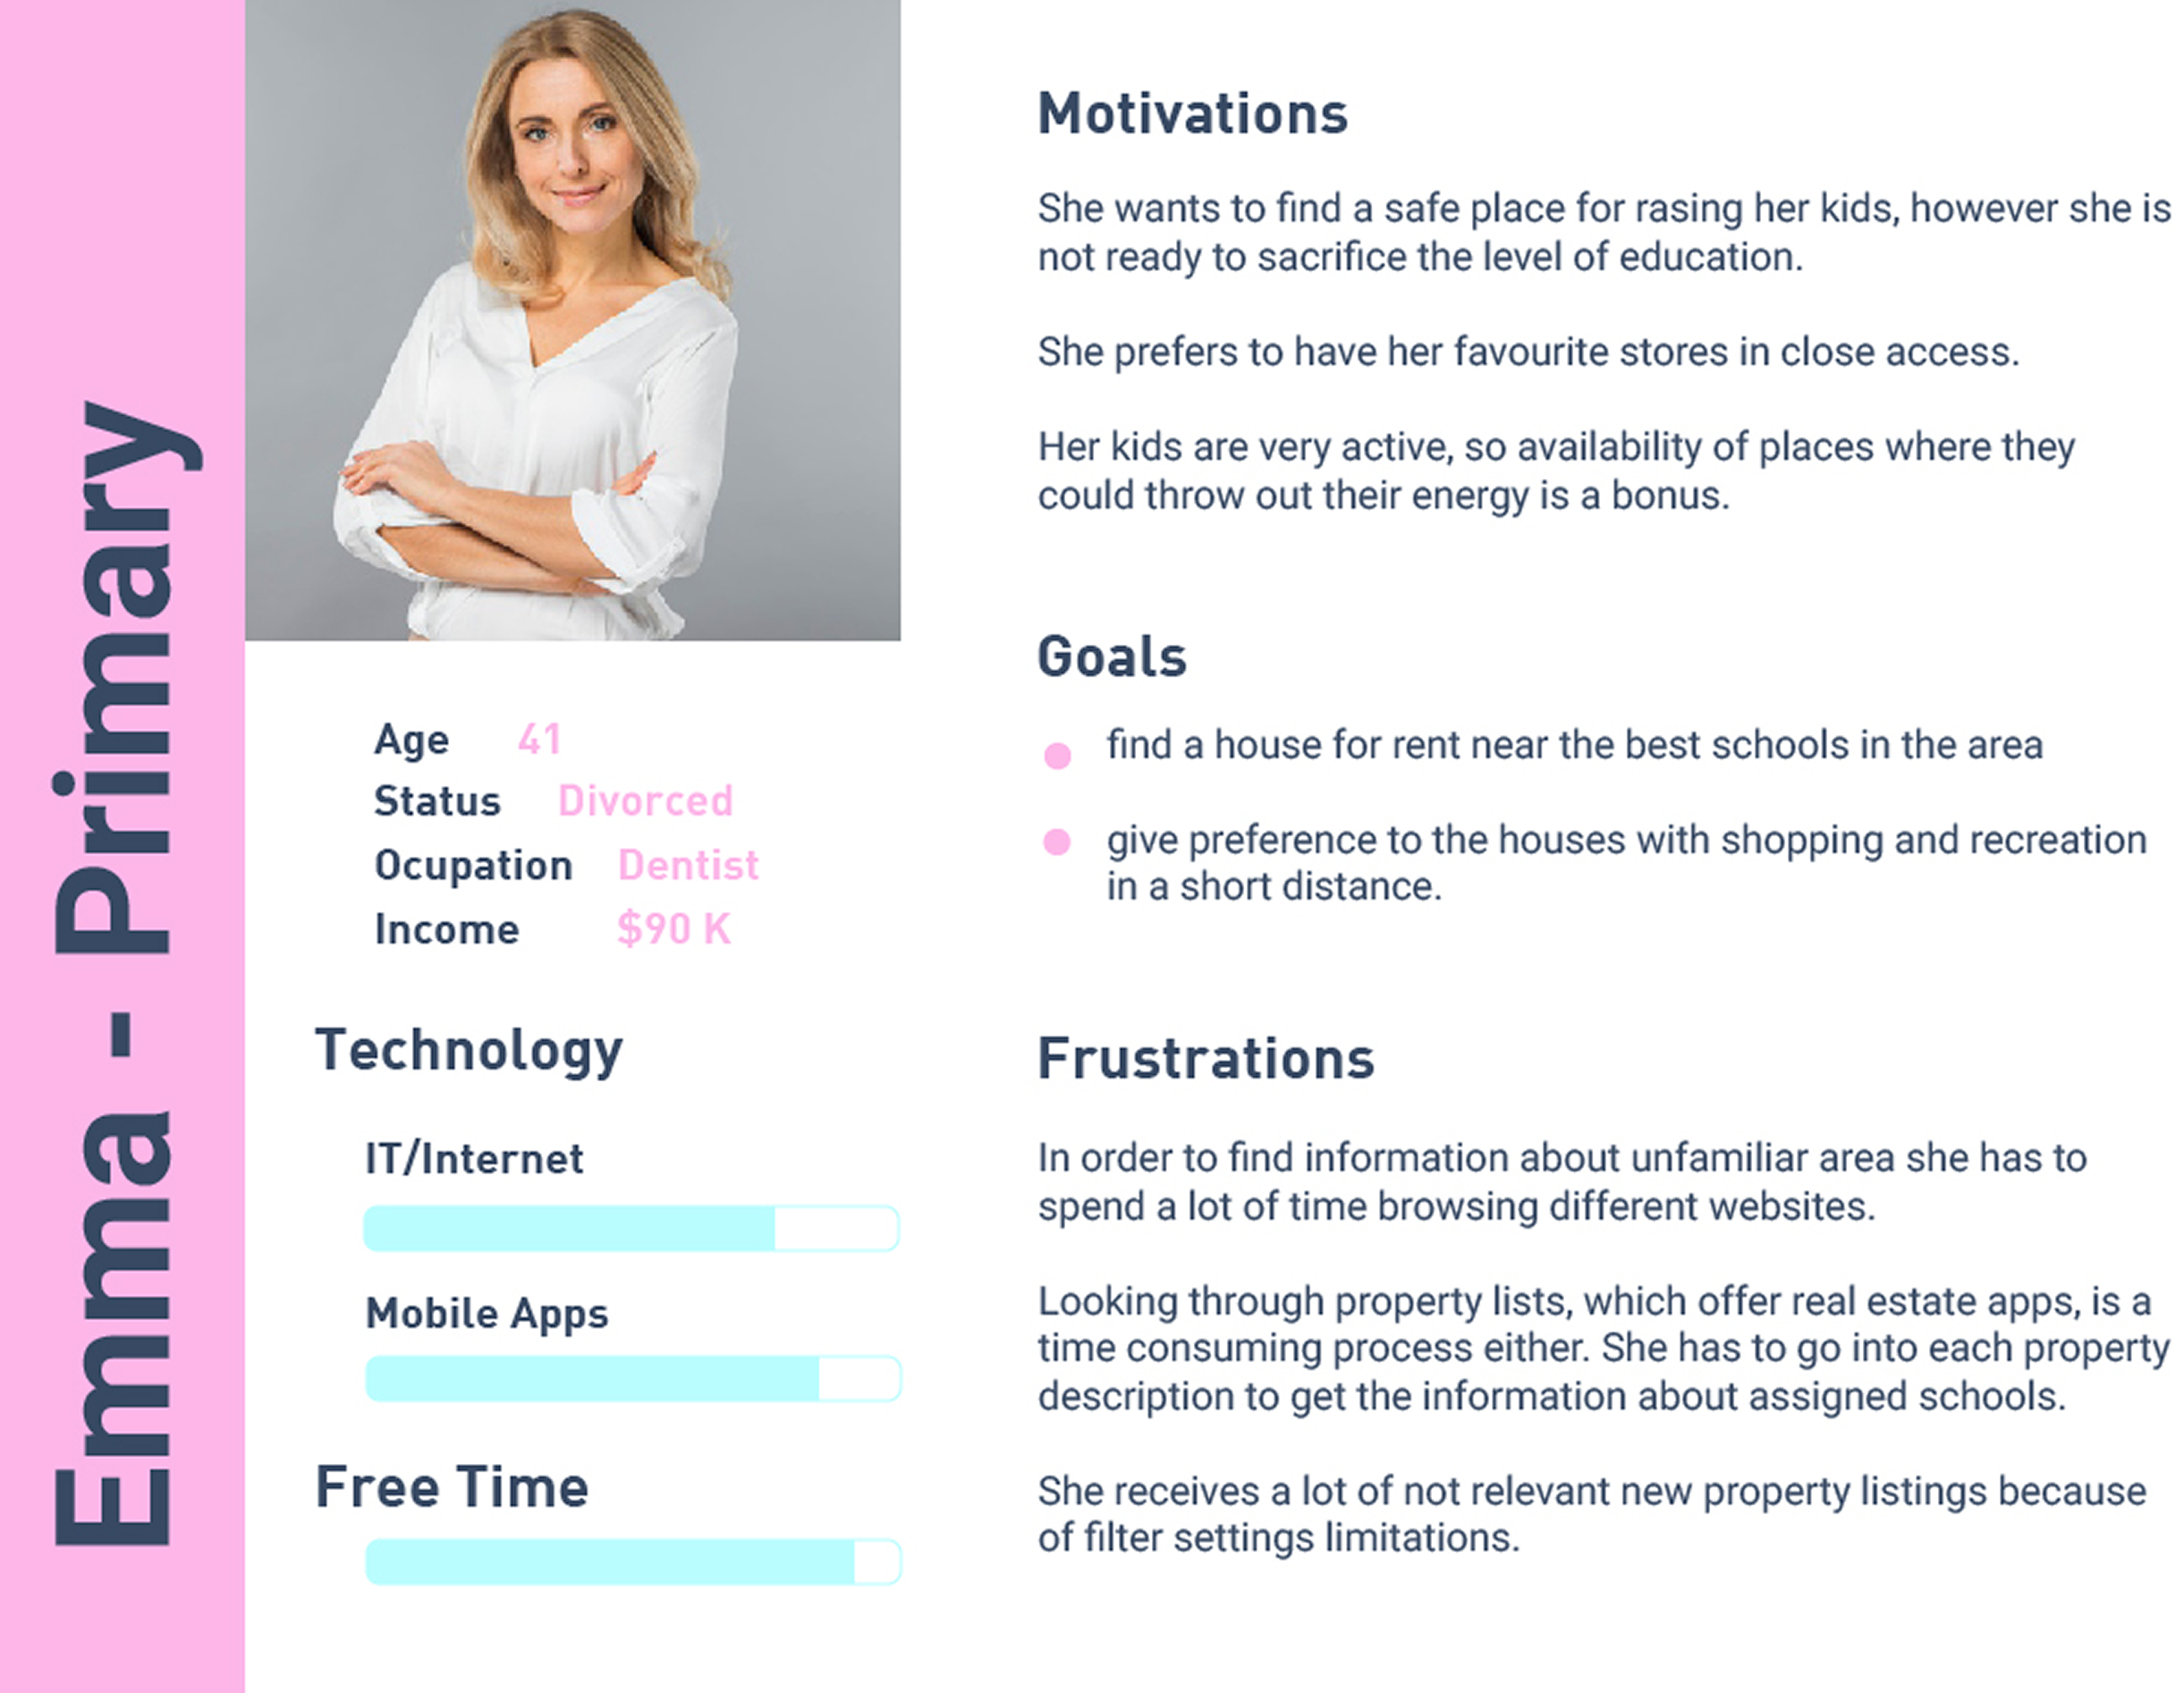 Emma - Primary
Age 41
Status Divorced
Ocupation Dentist
Income $90 K
Technology
IT/Internet
Mobile Apps
Free Time
Motivations
She wants to find a safe place for rasing her kids, however she is
not ready to sacrifice the level of education.
She prefers to have her favourite stores in close access.
Her kids are very active, so availability of places where they
could throw out their energy is a bonus.
Goals
find a house for rent near the best schools in the area
give preference to the houses with shopping and recreation
in a short distance.
Frustrations
In order to find information about unfamiliar area she has to
spend a lot of time browsing different websites.
Looking through property lists, which offer real estate apps, is a
time consuming process either. She has to go into each property
description to get the information about assigned schools.
She receives a lot of not relevant new property listings because
of filter settings limitations.